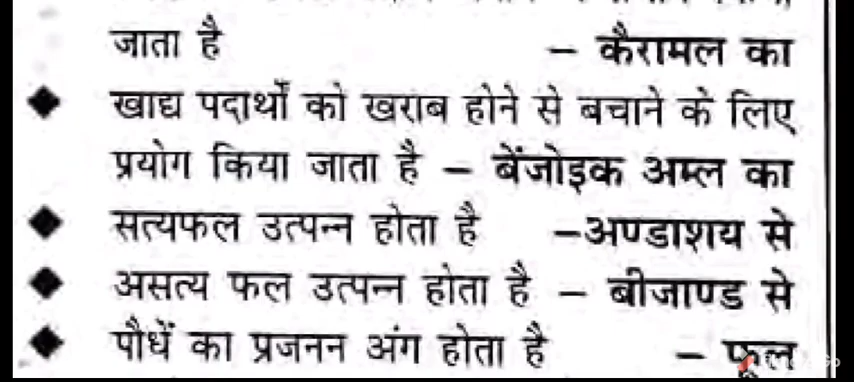 जाता है – कैरामल का
◆ खाद्य पदार्थों को खराब होने से बचाने के लिए
प्रयोग किया जाता है – बेंजोइक अम्ल का
◆ सत्यफल उत्पन्न होता है –अण्डाशय से
◆ असत्य फल उत्पन्न होता है – बीजाण्ड से
◆ पौधें का प्रजनन अंग होता है – फूल